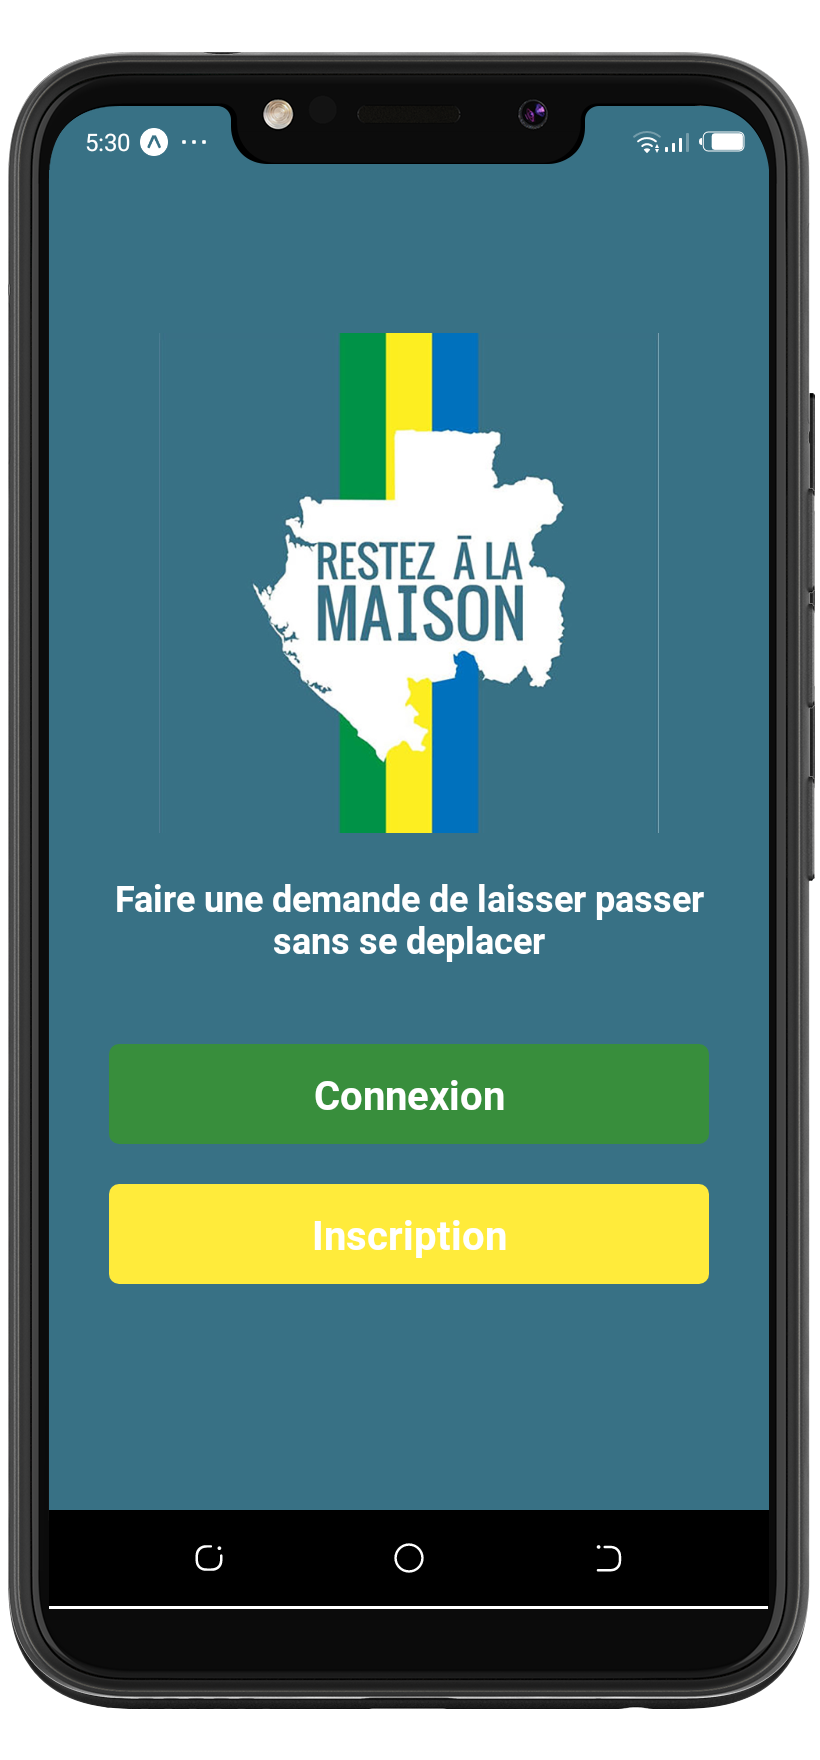 5:30
RESTEZ Ā LA
MAISON
Faire une demande de laisser passer
sans se deplacer
Connexion
Inscription